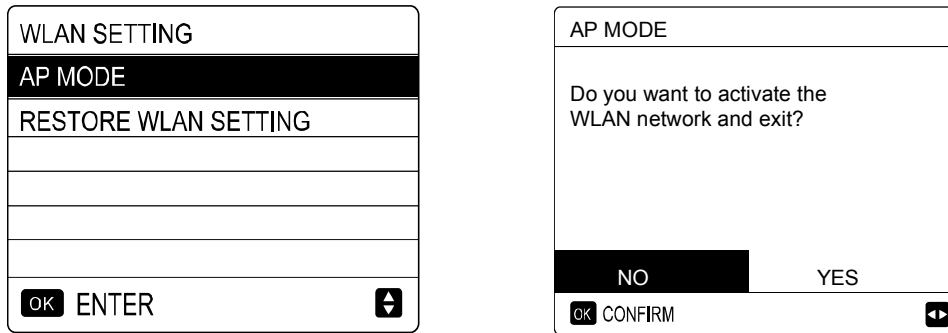 WLAN SETTING
AP MODE
RESTORE WLAN SETTING
OK ENTER
AP MODE
Do you want to activate the
WLAN network and exit?
NO YES
OK CONFIRM